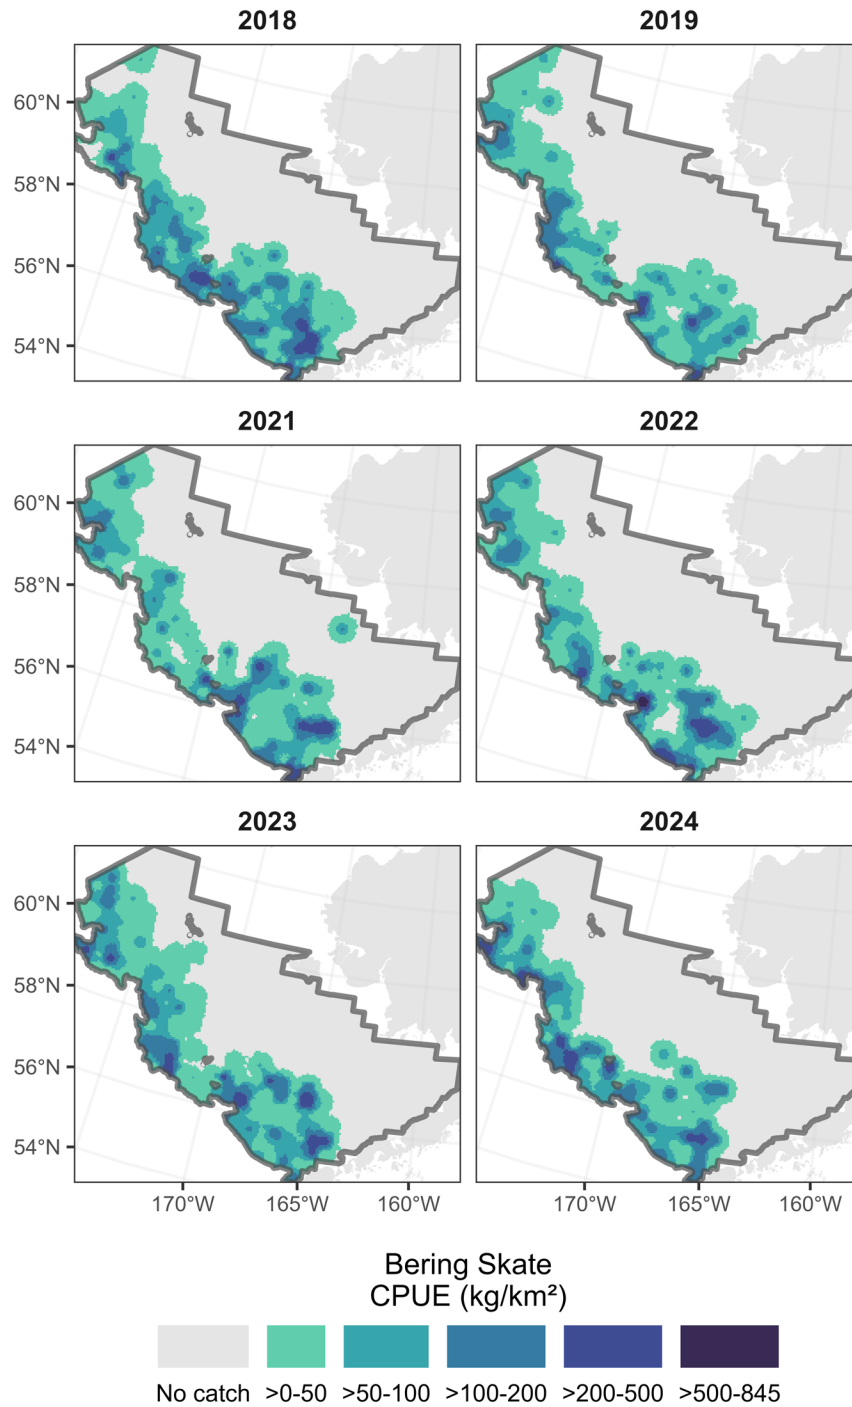 2018 2019
60°N
58°N
56°N
54°N
2021 2022
60°N
58°N
56°N
54°N
2023 2024
60°N
58°N
56°N
54°N
170°W 165°W 160°W 170°W 165°W 160°W
Bering Skate
CPUE (kg/km²)
No catch >0-50 >50-100 >100-200 >200-500 >500-845